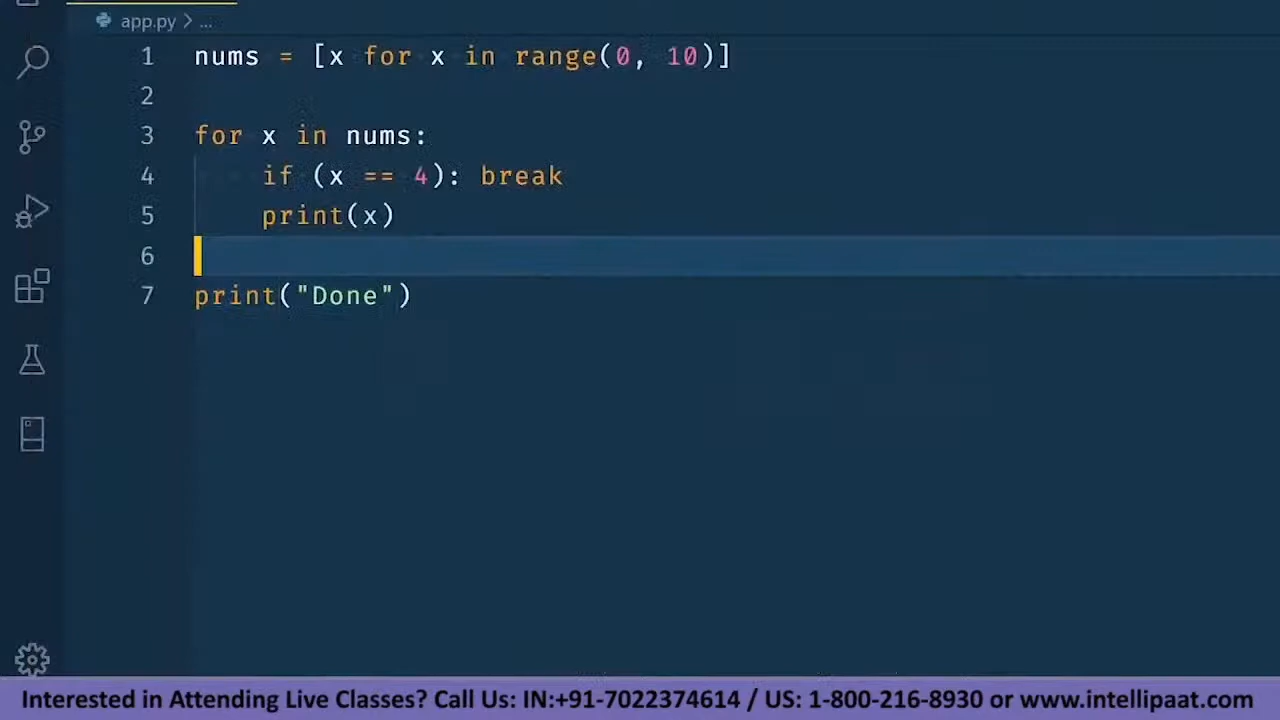 app.py > ...
1 nums = [x for x in range(0, 10)]
2
3 for x in nums:
4     if (x == 4): break
5     print(x)
6
7 print("Done")
Interested in Attending Live Classes? Call Us: IN:+91-7022374614 / US: 1-800-216-8930 or www.intellipaat.com